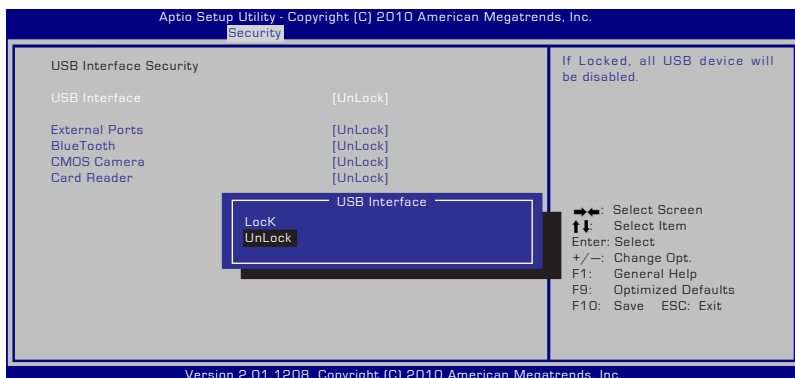 Aptio Setup Utility - Copyright (C) 2010 American Megatrends, Inc.
Security
USB Interface Security
USB Interface [UnLock]
External Ports [UnLock]
BlueTooth [UnLock]
CMOS Camera [UnLock]
Card Reader [UnLock]
USB Interface
LocK
UnLock
If Locked, all USB device will
be disabled.
→←: Select Screen
↑↓: Select Item
Enter: Select
+/—: Change Opt.
F1: General Help
F9: Optimized Defaults
F10: Save ESC: Exit
Version 2.01.1208. Copyright (C) 2010 American Megatrends, Inc.